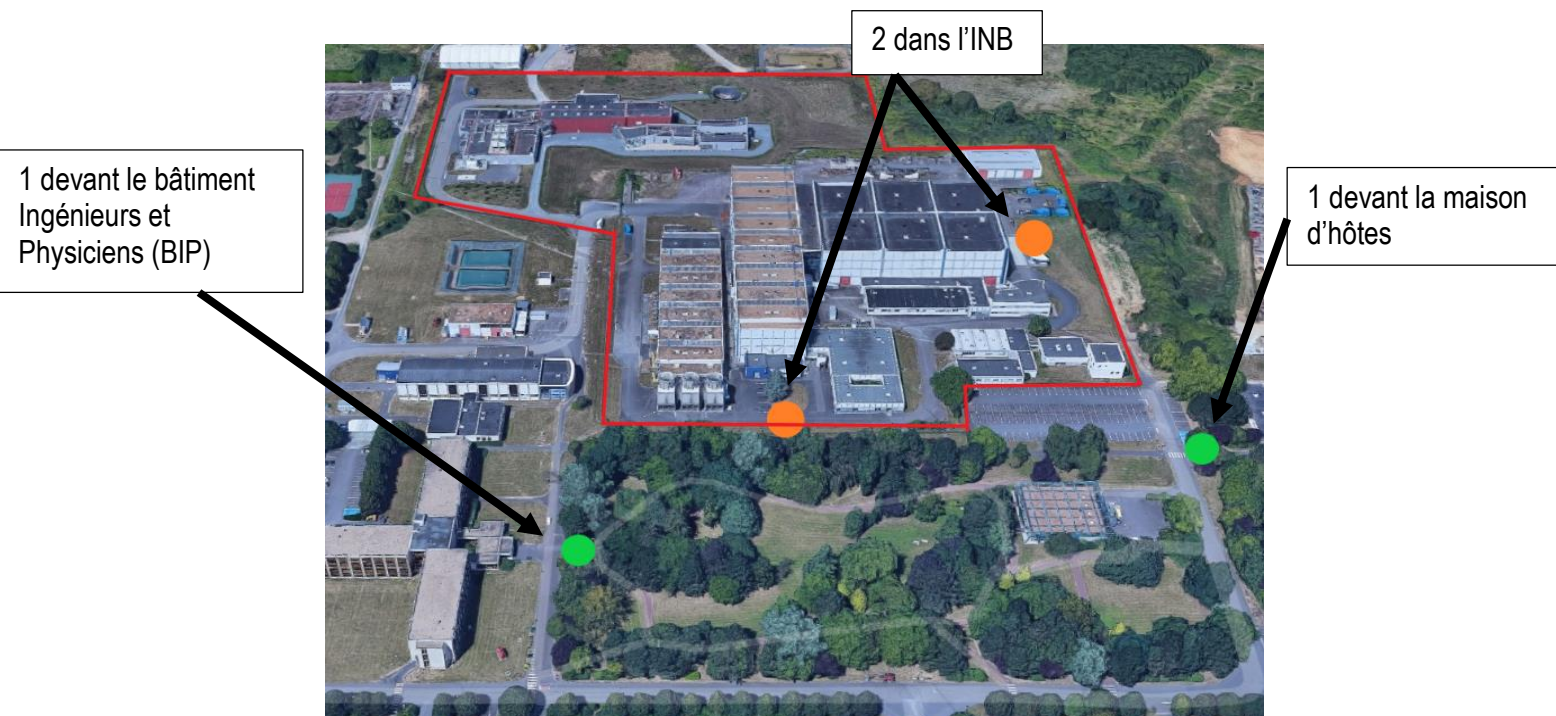 2 dans l’INB
1 devant le bâtiment
Ingénieurs et
Physiciens (BIP)
1 devant la maison
d’hôtes